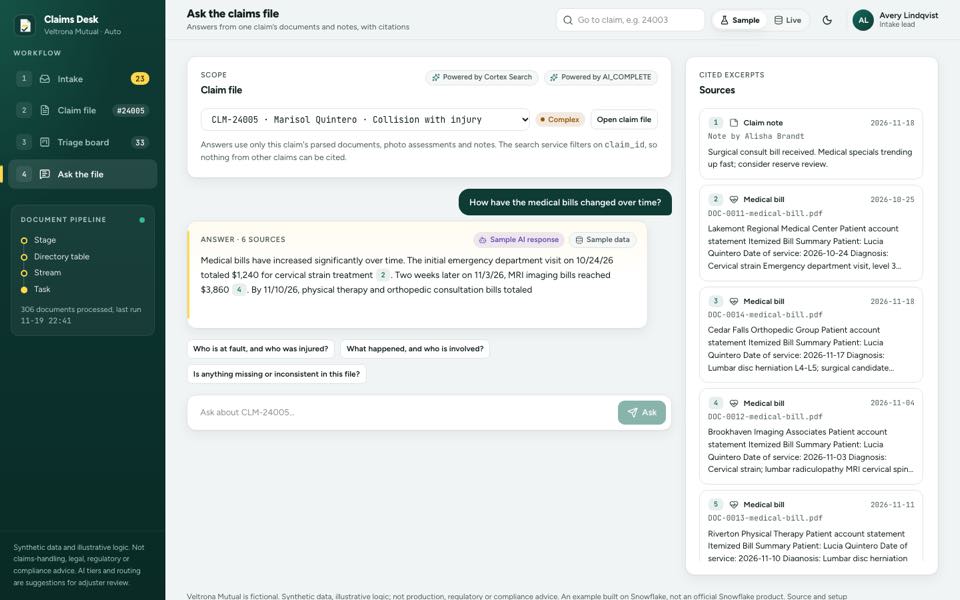 Claims Desk
Veltrona Mutual · Auto
WORKFLOW
1 Intake 23
2 Claim file #24005
3 Triage board 33
4 Ask the file
DOCUMENT PIPELINE
Stage
Directory table
Stream
Task
306 documents processed, last run
11-19 22:41
Synthetic data and illustrative logic. Not
claims-handling, legal, regulatory or
compliance advice. AI tiers and routing
are suggestions for adjuster review.
Ask the claims file
Answers from one claim's documents and notes, with citations
Go to claim, e.g. 24003
Sample
Live
AL
Avery Lindqvist
Intake lead
SCOPE
Claim file
Powered by Cortex Search
Powered by AI_COMPLETE
CLM-24005 · Marisol Quintero · Collision with injury
Complex
Open claim file
Answers use only this claim's parsed documents, photo assessments and notes. The search service filters on claim_id, so
nothing from other claims can be cited.
How have the medical bills changed over time?
ANSWER · 6 SOURCES
Sample AI response
Sample data
Medical bills have increased significantly over time. The initial emergency department visit on 10/24/26
totaled $1,240 for cervical strain treatment 2 . Two weeks later on 11/3/26, MRI imaging bills reached
$3,860 4 . By 11/10/26, physical therapy and orthopedic consultation bills totaled
Who is at fault, and who was injured?
What happened, and who is involved?
Is anything missing or inconsistent in this file?
Ask about CLM-24005…
Ask
CITED EXCERPTS
Sources
1 Claim note 2026-11-18
Note by Alisha Brandt
Surgical consult bill received. Medical specials trending
up fast; consider reserve review.
2 Medical bill 2026-10-25
DOC-0011-medical-bill.pdf
Lakemont Regional Medical Center Patient account
statement Itemized Bill Summary Patient: Lucia
Quintero Date of service: 2026-10-24 Diagnosis:
Cervical strain Emergency department visit, level 3…
3 Medical bill 2026-11-18
DOC-0014-medical-bill.pdf
Cedar Falls Orthopedic Group Patient account
statement Itemized Bill Summary Patient: Lucia
Quintero Date of service: 2026-11-17 Diagnosis:
Lumbar disc herniation L4-L5; surgical candidate…
4 Medical bill 2026-11-04
DOC-0012-medical-bill.pdf
Brookhaven Imaging Associates Patient account
statement Itemized Bill Summary Patient: Lucia
Quintero Date of service: 2026-11-03 Diagnosis:
Cervical strain; lumbar radiculopathy MRI cervical spin…
5 Medical bill 2026-11-11
DOC-0013-medical-bill.pdf
Riverton Physical Therapy Patient account statement
Itemized Bill Summary Patient: Lucia Quintero Date of
service: 2026-11-10 Diagnosis: Lumbar disc herniation
Veltrona Mutual is fictional. Synthetic data, illustrative logic; not production, regulatory or compliance advice. An example built on Snowflake, not an official Snowflake product. Source and setup